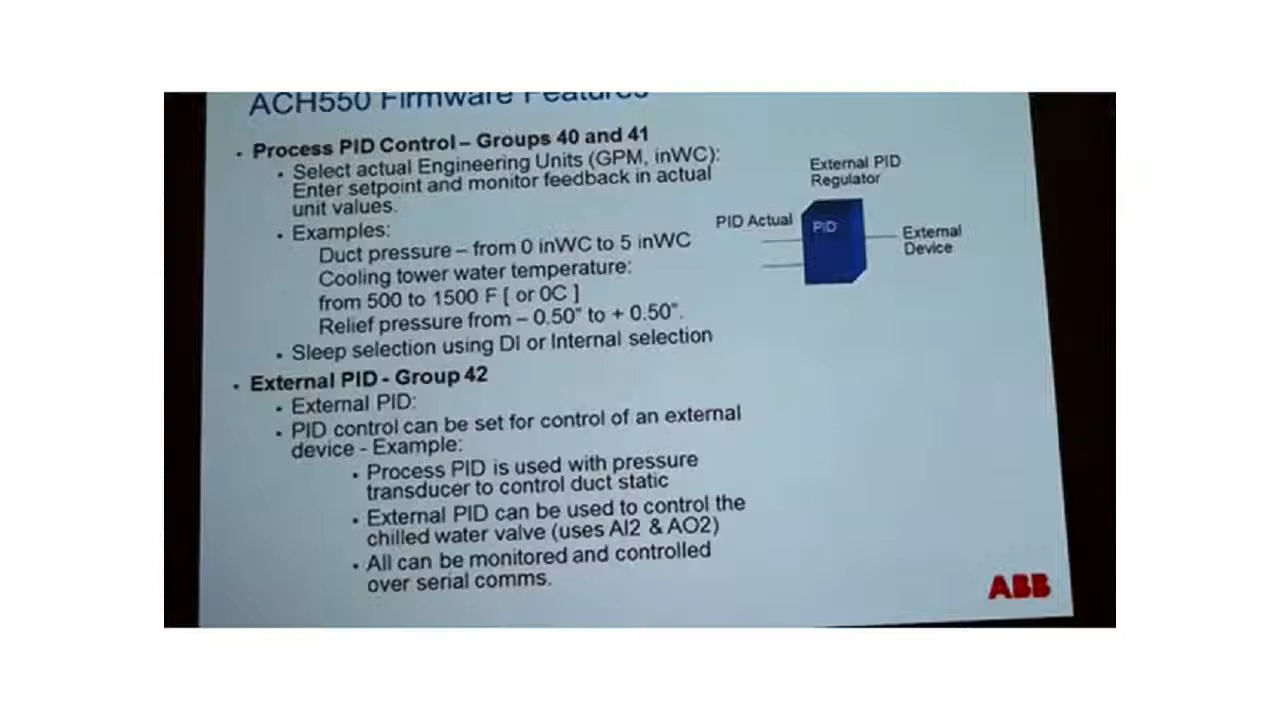 ACH550 Firmware Features
• Process PID Control – Groups 40 and 41
• Select actual Engineering Units (GPM, inWC):
Enter setpoint and monitor feedback in actual
unit values.
• Examples:
Duct pressure – from 0 inWC to 5 inWC
Cooling tower water temperature:
from 500 to 1500 F [ or 0C ]
Relief pressure from – 0.50" to + 0.50".
• Sleep selection using DI or Internal selection
• External PID - Group 42
• External PID:
• PID control can be set for control of an external
device - Example:
• Process PID is used with pressure
transducer to control duct static
• External PID can be used to control the
chilled water valve (uses AI2 & AO2)
• All can be monitored and controlled
over serial comms.
External PID
Regulator
PID Actual
PID
External
Device
ABB